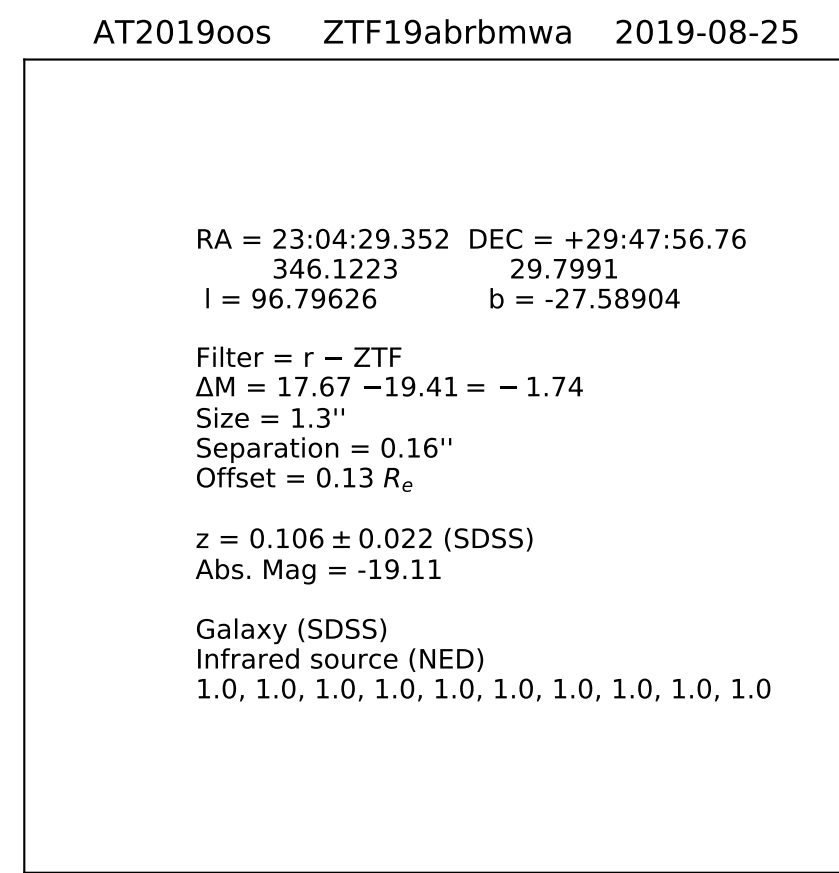 AT2019oos ZTF19abrbmwa 2019-08-25
RA = 23:04:29.352 DEC = +29:47:56.76
346.1223 29.7991
l = 96.79626 b = -27.58904
Filter = r − ZTF
ΔM = 17.67 −19.41 = − 1.74
Size = 1.3''
Separation = 0.16''
Offset = 0.13 Re
z = 0.106 ± 0.022 (SDSS)
Abs. Mag = -19.11
Galaxy (SDSS)
Infrared source (NED)
1.0, 1.0, 1.0, 1.0, 1.0, 1.0, 1.0, 1.0, 1.0, 1.0